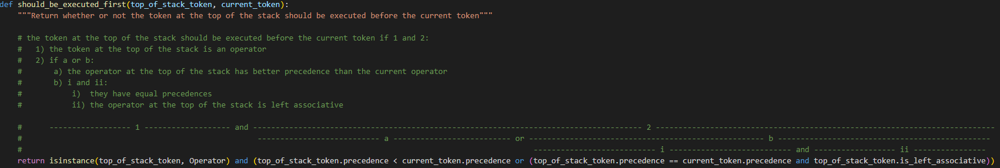 def should_be_executed_first(top_of_stack_token, current_token):
    """Return whether or not the token at the top of the stack should be executed before the current token"""

    # the token at the top of the stack should be executed before the current token if 1 and 2:
    #   1) the token at the top of the stack is an operator
    #   2) if a or b:
    #       a) the operator at the top of the stack has better precedence than the current operator
    #       b) i and ii:
    #           i)  they have equal precedences
    #           ii) the operator at the top of the stack is left associative

    #      ------------------ 1 ------------------- and -------------------------------------------------------------------------------------- 2 ---------------------------------------------------------------------------
    #                                                    --------------------------- a -------------------------- or ---------------------------------------------------- b -----------------------------------------------
    #                                                                                                                 --------------------------- i --------------------------- and ------------------ ii ----------------
    return isinstance(top_of_stack_token, Operator) and (top_of_stack_token.precedence < current_token.precedence or (top_of_stack_token.precedence == current_token.precedence and top_of_stack_token.is_left_associative))